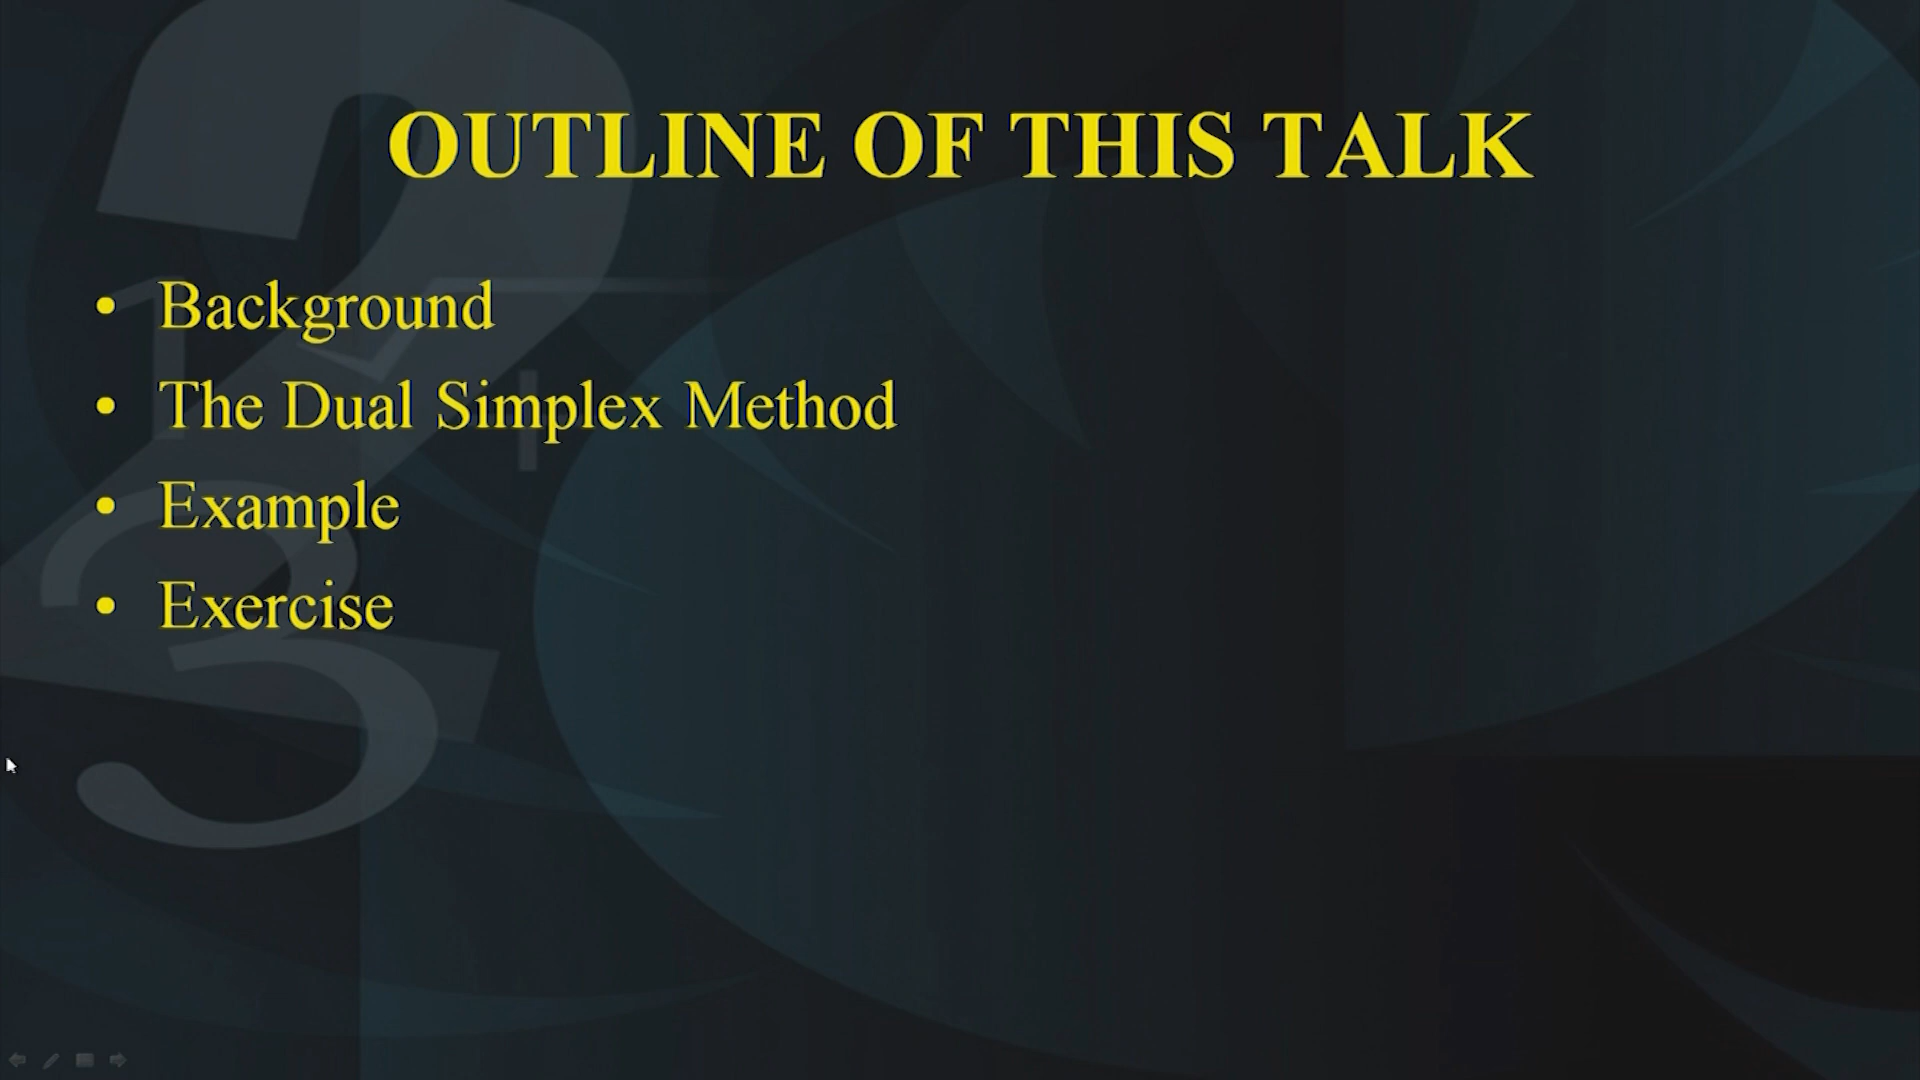 OUTLINE OF THIS TALK
• Background
• The Dual Simplex Method
• Example
• Exercise